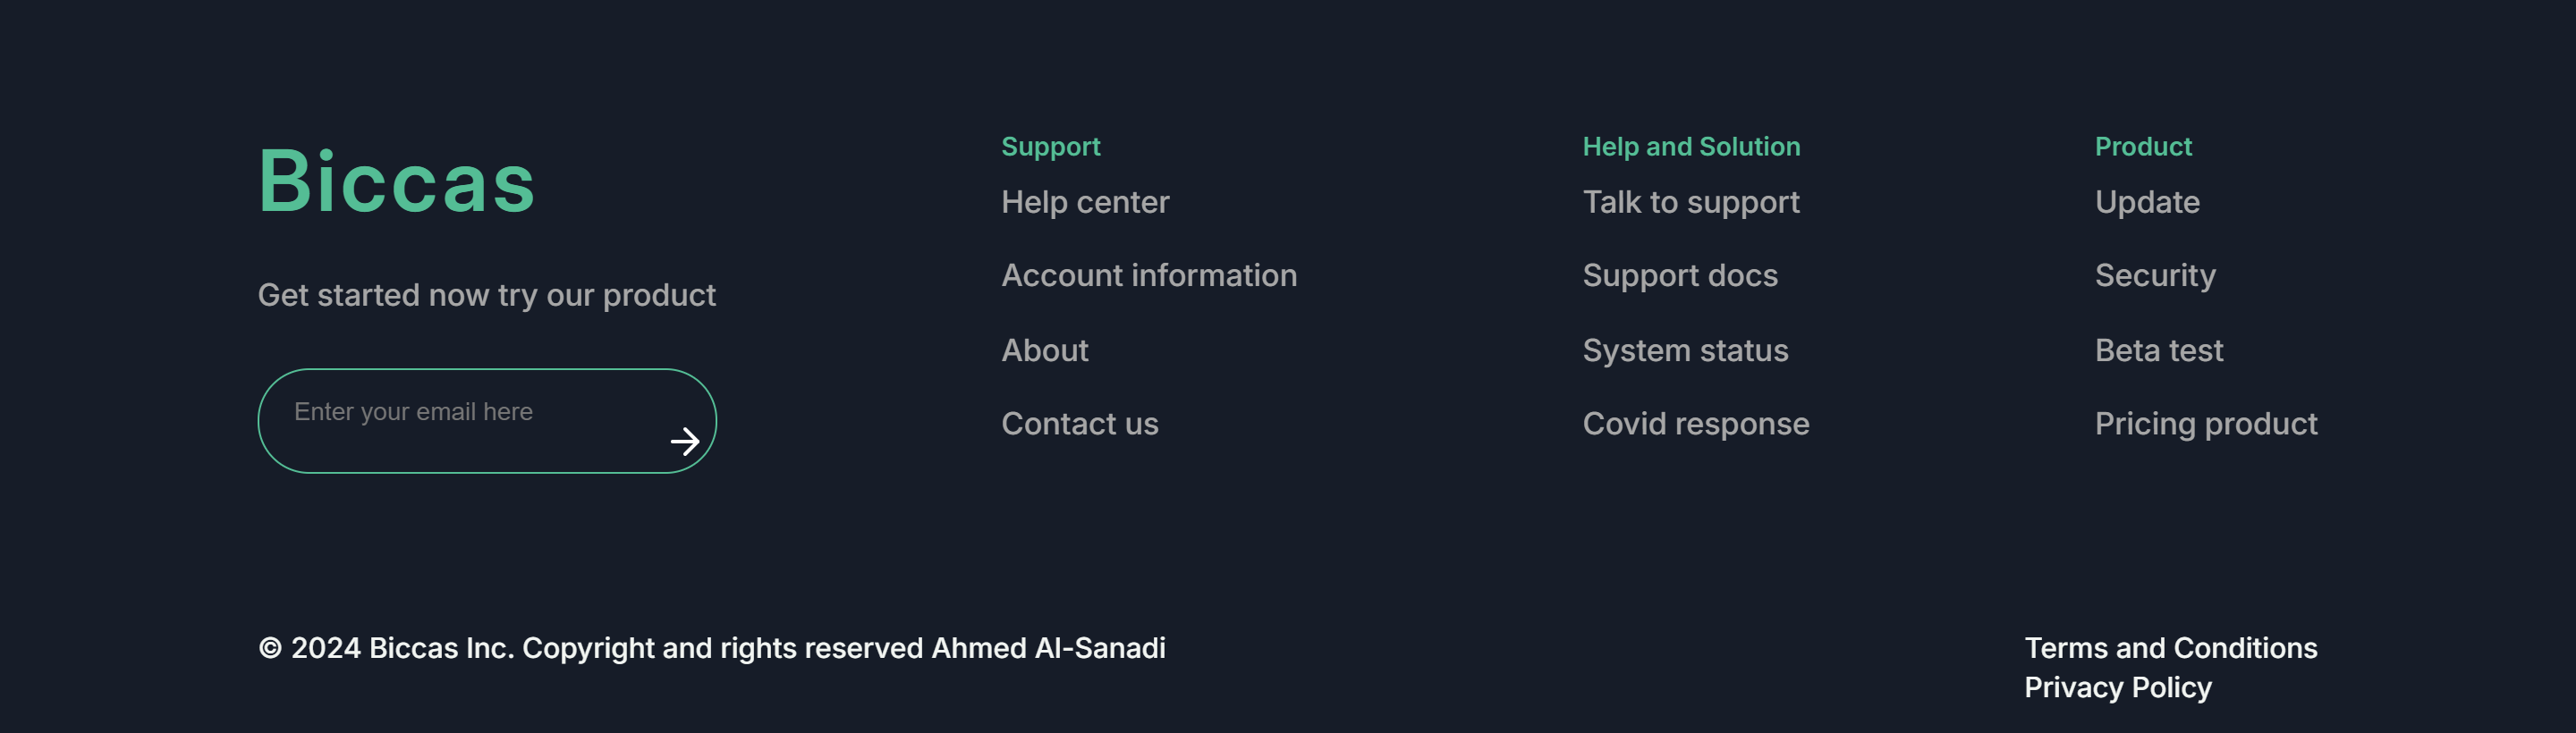 Biccas
Get started now try our product
Enter your email here
Support
Help center
Account information
About
Contact us
Help and Solution
Talk to support
Support docs
System status
Covid response
Product
Update
Security
Beta test
Pricing product
© 2024 Biccas Inc. Copyright and rights reserved Ahmed Al-Sanadi
Terms and Conditions
Privacy Policy